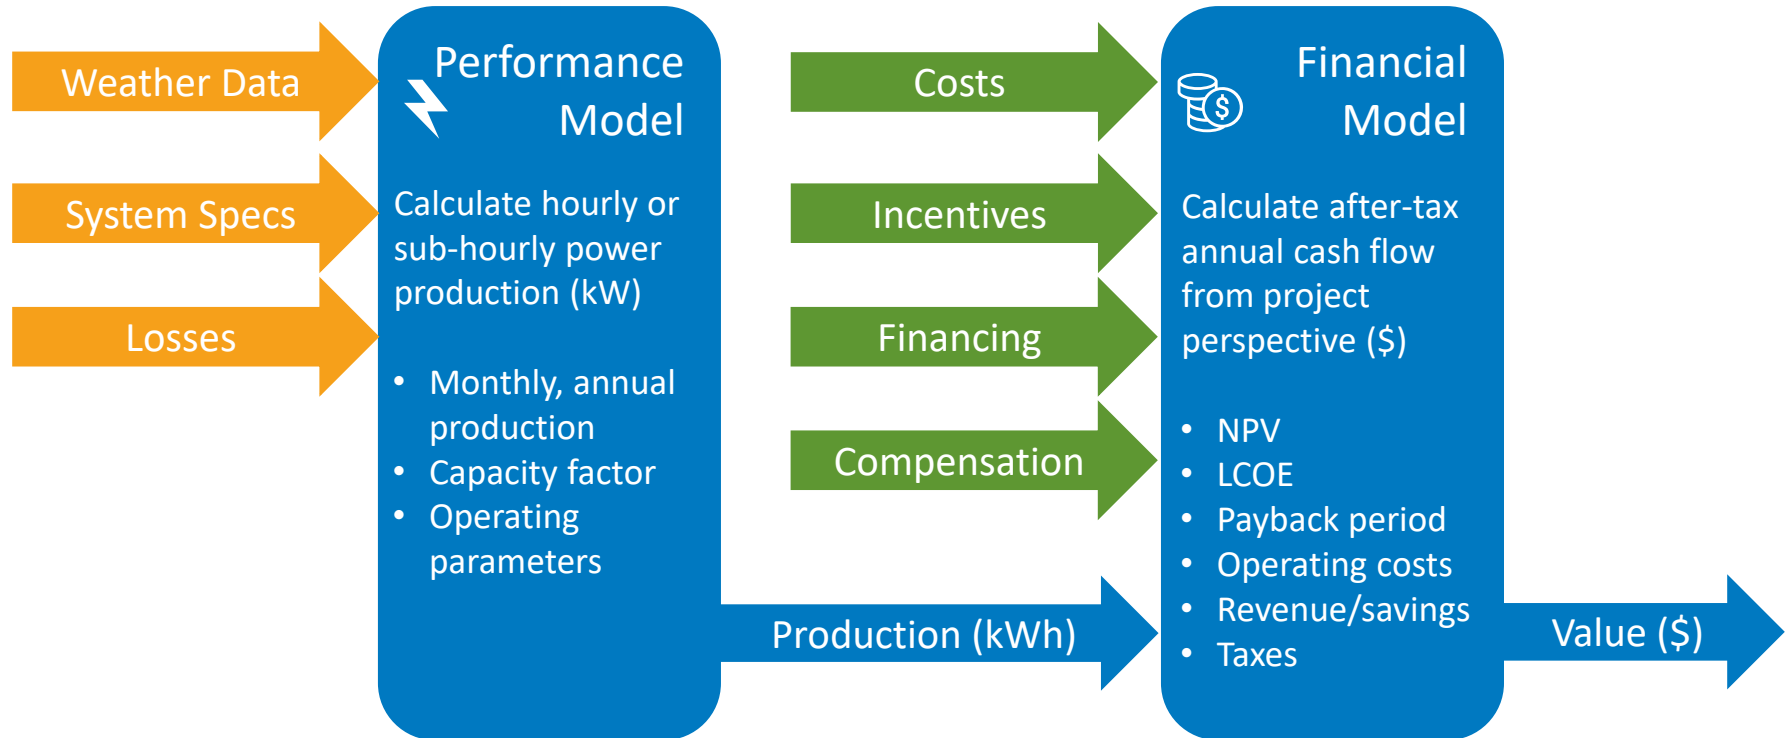 Weather Data
System Specs
Losses
Performance
Model
Calculate hourly or
sub-hourly power
production (kW)
• Monthly, annual
production
• Capacity factor
• Operating
parameters
Production (kWh)
Costs
Incentives
Financing
Compensation
Financial
Model
$
Calculate after-tax
annual cash flow
from project
perspective ($)
• NPV
• LCOE
• Payback period
• Operating costs
• Revenue/savings
• Taxes
Value ($)